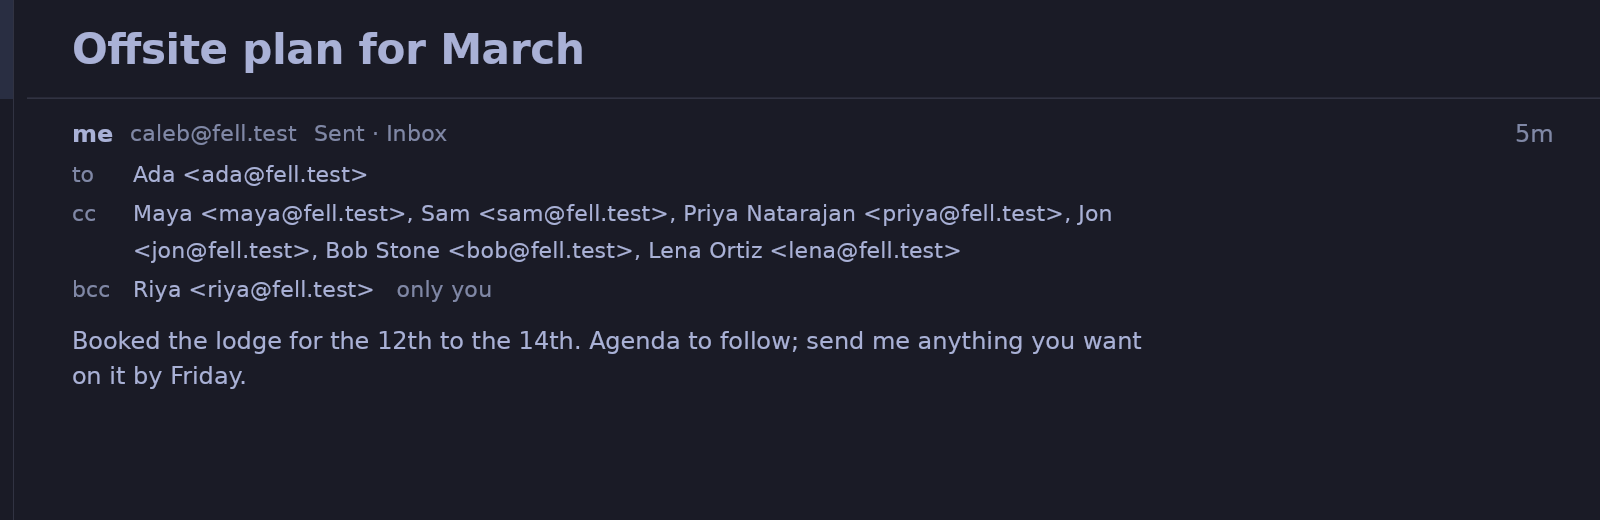 Offsite plan for March
me caleb@fell.test Sent · Inbox 5m
to Ada <ada@fell.test>
cc Maya <maya@fell.test>, Sam <sam@fell.test>, Priya Natarajan <priya@fell.test>, Jon
<jon@fell.test>, Bob Stone <bob@fell.test>, Lena Ortiz <lena@fell.test>
bcc Riya <riya@fell.test> only you
Booked the lodge for the 12th to the 14th. Agenda to follow; send me anything you want
on it by Friday.